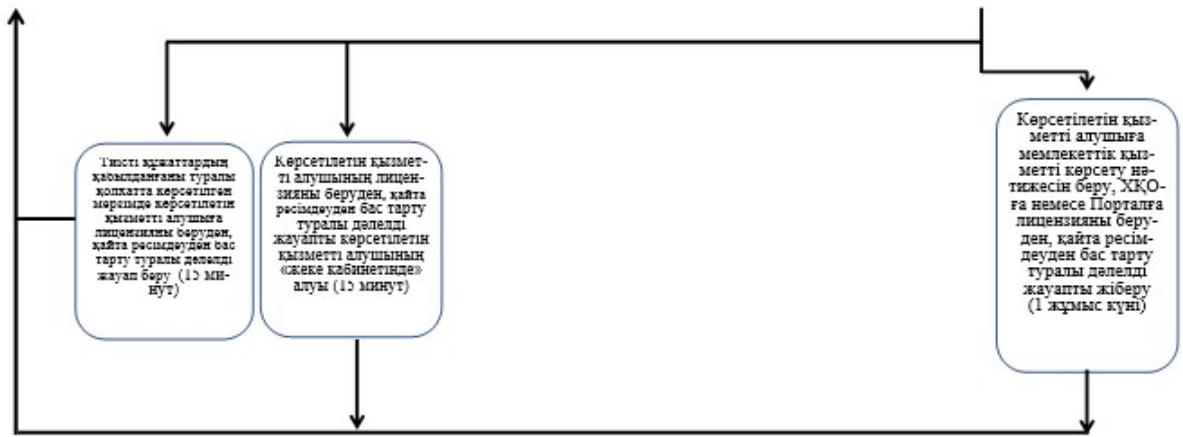 Тиісті құжаттардың
қабылданғаны туралы
қолхатта көрсетілген
мерзімде көрсетілетін
қызметті алушыға
лицензияны беруден,
қайта ресімдеуден бас
тарту туралы дәлелді
жауап беру (15 ми-
нут)
Көрсетілетін қызмет-
ті алушының лицен-
зияны беруден, қайта
ресімдеуден бас тарту
туралы дәлелді
жауапты көрсетілетін
қызметті алушының
«жеке кабинетінде»
алуы (15 минут)
Көрсетілетін қыз-
метті алушыға
мемлекеттік қыз-
метті көрсету нә-
тижесін беру, ХҚО-
ға немесе Порталға
лицензияны беру-
ден, қайта ресім-
деуден бас тарту
туралы дәлелді
жауапты жіберу
(1 жұмыс күні)